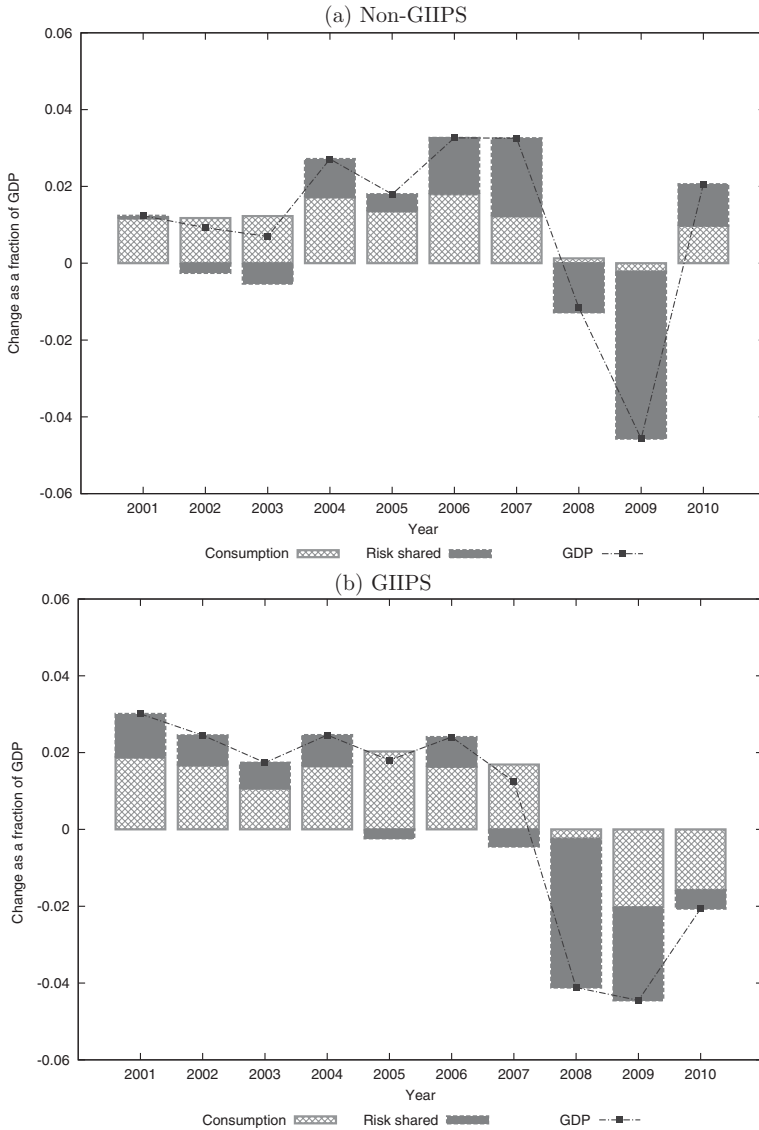 (a) Non-GIIPS
0.06
0.04
0.02
0
-0.02
-0.04
-0.06
Change as a fraction of GDP
2001 2002 2003 2004 2005 2006 2007 2008 2009 2010
Year
Consumption Risk shared GDP
(b) GIIPS
0.06
0.04
0.02
0
-0.02
-0.04
-0.06
Change as a fraction of GDP
2001 2002 2003 2004 2005 2006 2007 2008 2009 2010
Year
Consumption Risk shared GDP